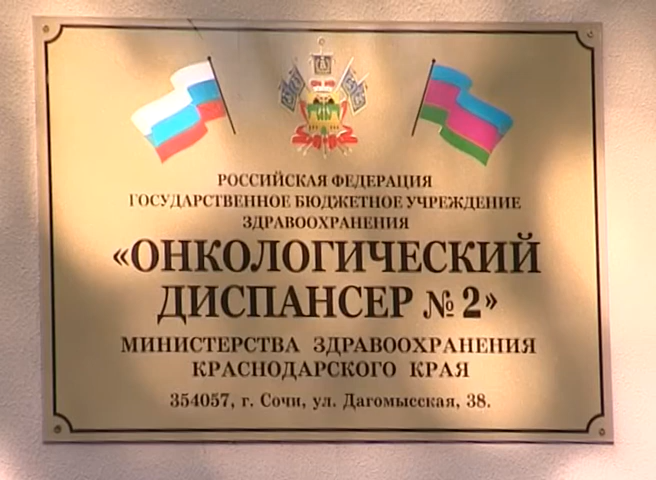 РОССИЙСКАЯ ФЕДЕРАЦИЯ
ГОСУДАРСТВЕННОЕ БЮДЖЕТНОЕ УЧРЕЖДЕНИЕ
ЗДРАВООХРАНЕНИЯ
«ОНКОЛОГИЧЕСКИЙ
ДИСПАНСЕР № 2»
МИНИСТЕРСТВА ЗДРАВООХРАНЕНИЯ
КРАСНОДАРСКОГО КРАЯ
354057, г. Сочи, ул. Дагомысская, 38.